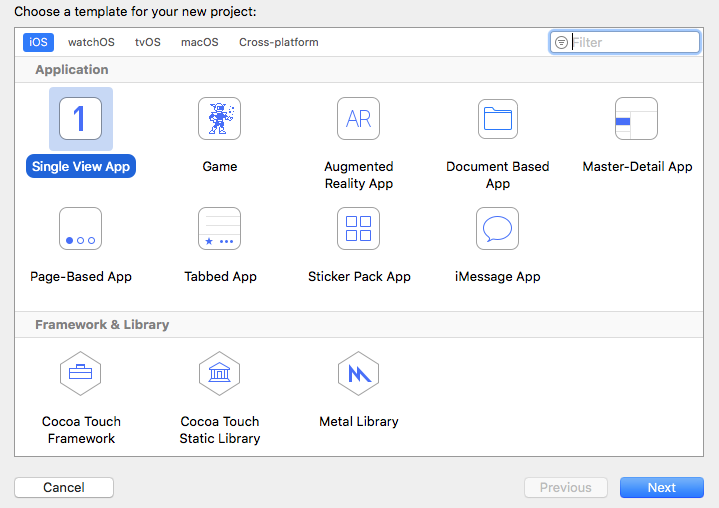 Choose a template for your new project:
iOS watchOS tvOS macOS Cross-platform Filter
Application
1 AR
Single View App Game Augmented Reality App Document Based App Master-Detail App
Page-Based App Tabbed App Sticker Pack App iMessage App
Framework & Library
Cocoa Touch Framework Cocoa Touch Static Library Metal Library
Cancel Previous Next